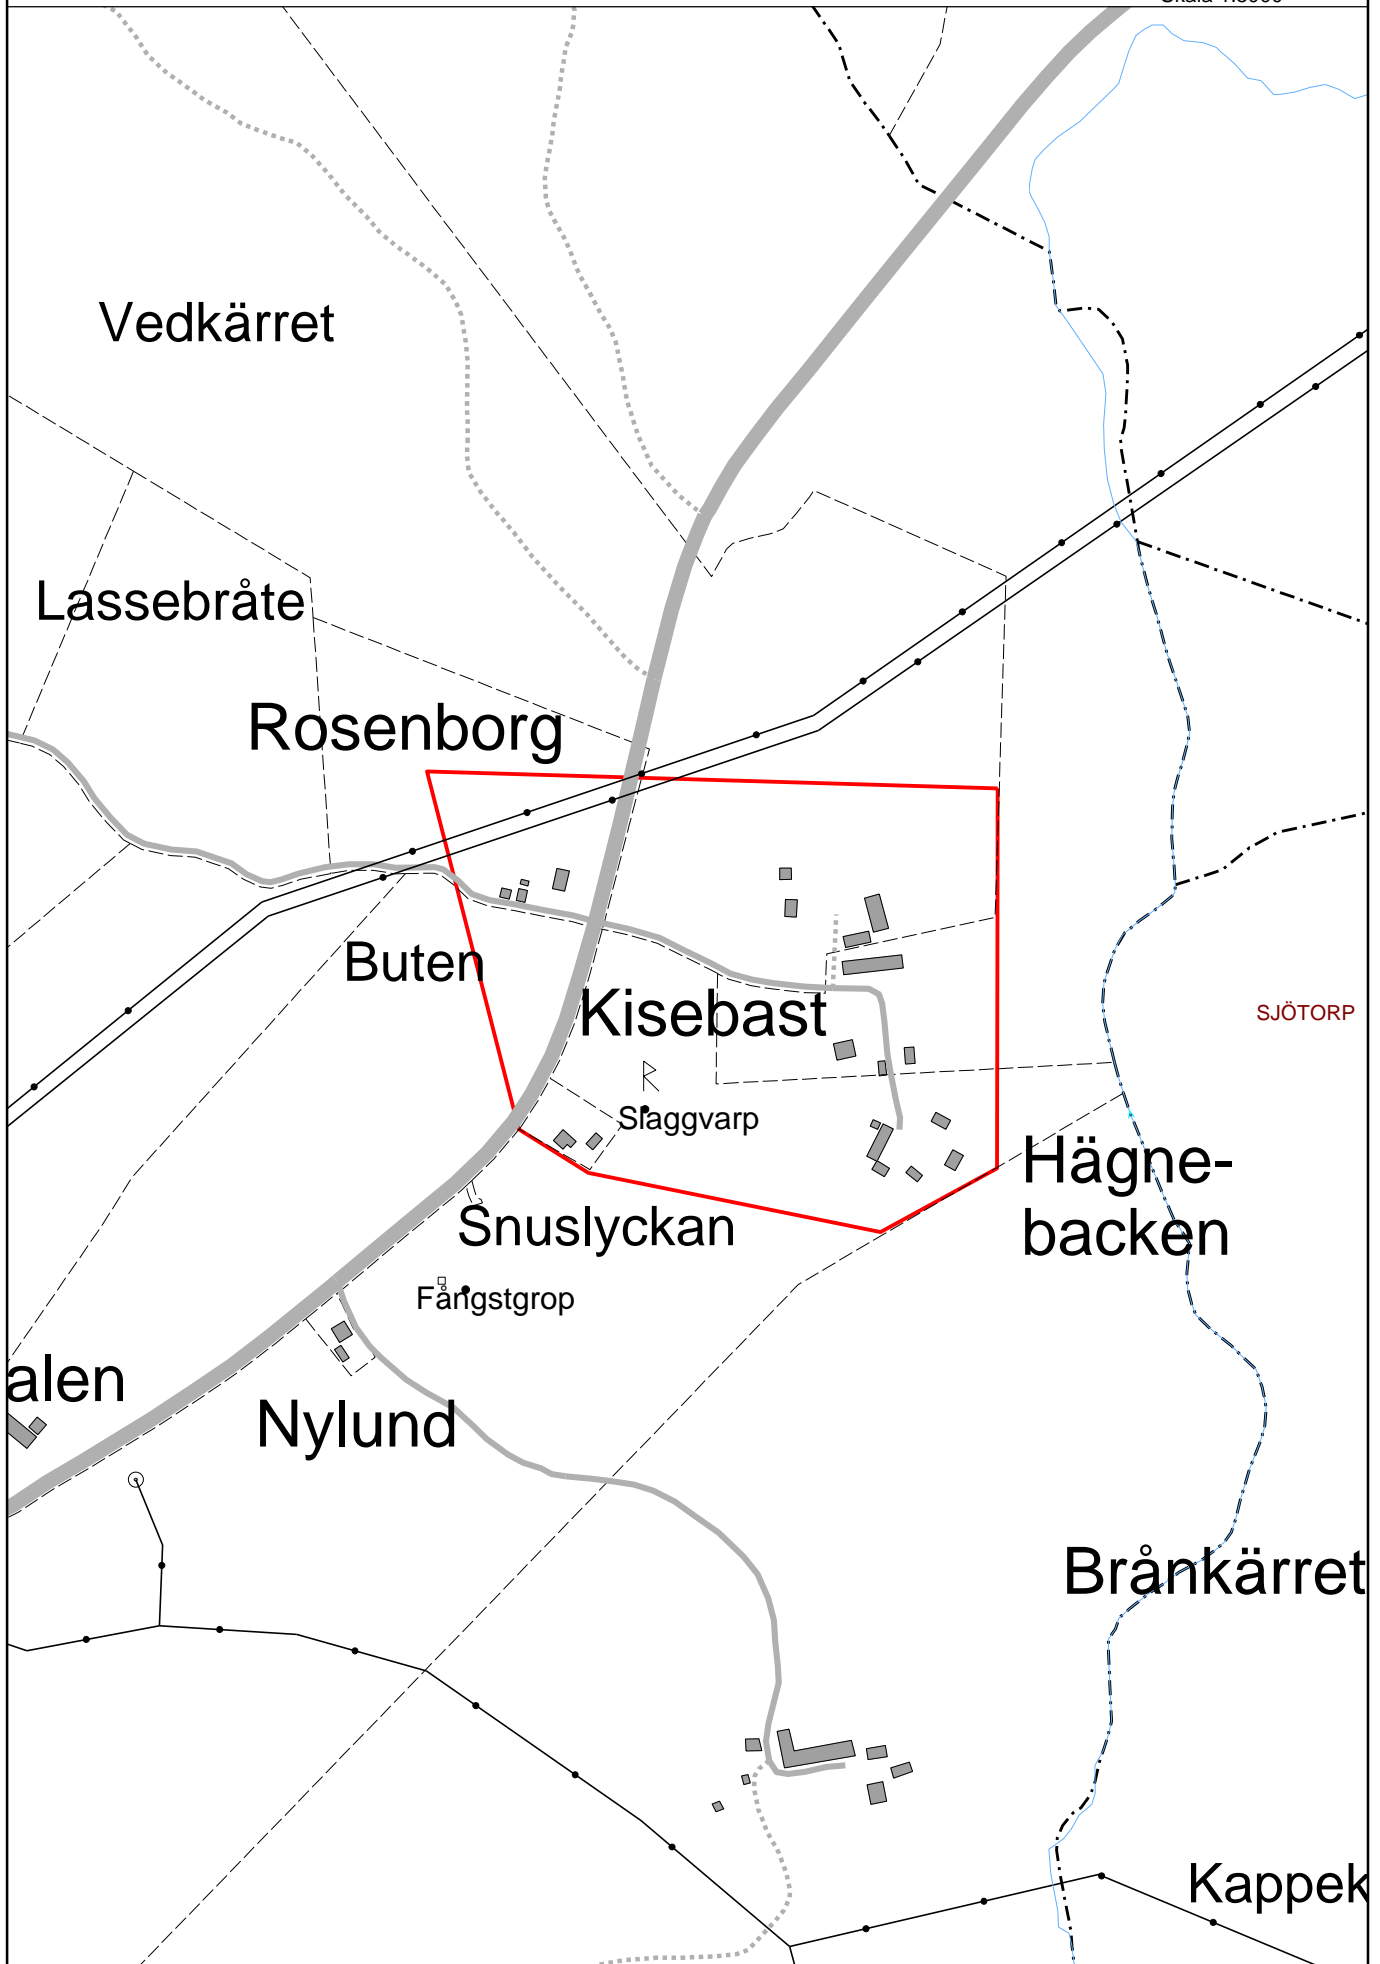 Vedkärret
Lassebråte
Rosenborg
Buten
Kisebast
SJÖTORP
Slaggvarp
Hägne-
backen
Snuslyckan
Fångstgrop
alen
Nylund
Brånkärret
Kappek